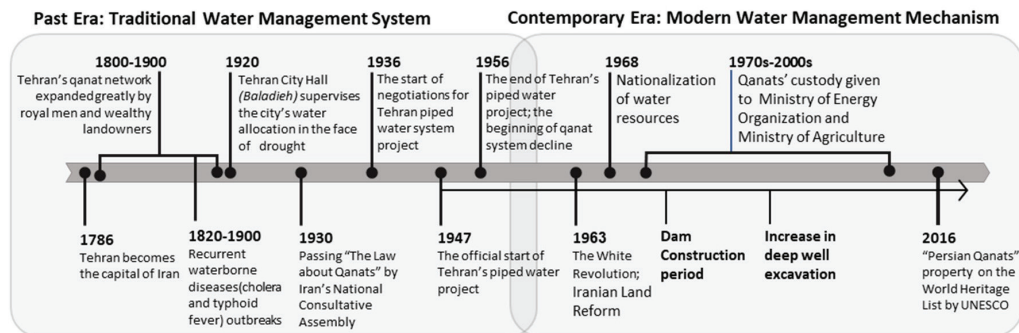 Past Era: Traditional Water Management System
Contemporary Era: Modern Water Management Mechanism
1800-1900
Tehran's qanat network
expanded greatly by
royal men and wealthy
landowners
1920
Tehran City Hall
(Baladieh) supervises
the city's water
allocation in the face
of drought
1936
The start of
negotiations for
Tehran piped
water system
project
1956
The end of Tehran's
piped water
project; the
beginning of qanat
system decline
1968
Nationalization
of water
resources
1970s-2000s
Qanats' custody given
to Ministry of Energy
Organization and
Ministry of Agriculture
1786
Tehran becomes
the capital of Iran
1820-1900
Recurrent
waterborne
diseases(cholera
and typhoid
fever) outbreaks
1930
Passing "The Law
about Qanats" by
Iran's National
Consultative
Assembly
1947
The official start of
Tehran's piped water
project
1963
The White
Revolution;
Iranian Land
Reform
Dam
Construction
period
Increase in
deep well
excavation
2016
"Persian Qanats"
property on the
World Heritage
List by UNESCO